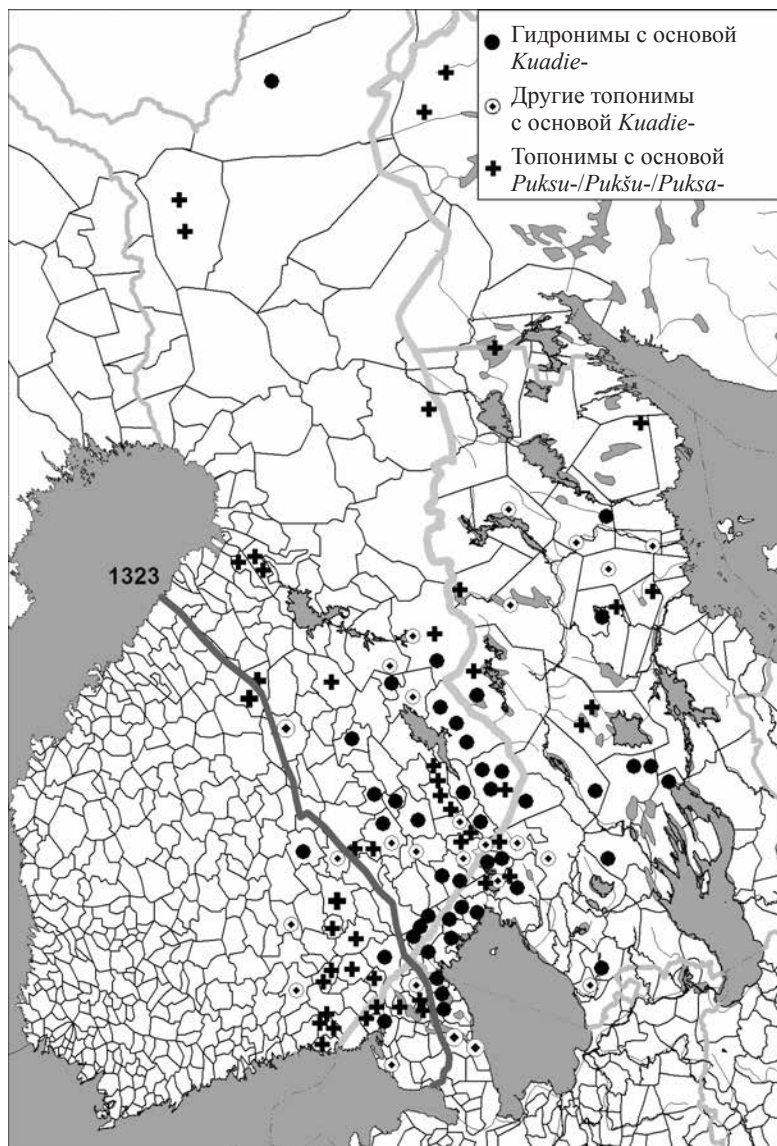 Гидронимы с основой
Kuadie-
Другие топонимы
с основой Kuadie-
Топонимы с основой
Puksu-/Pukšu-/Puksa-
1323